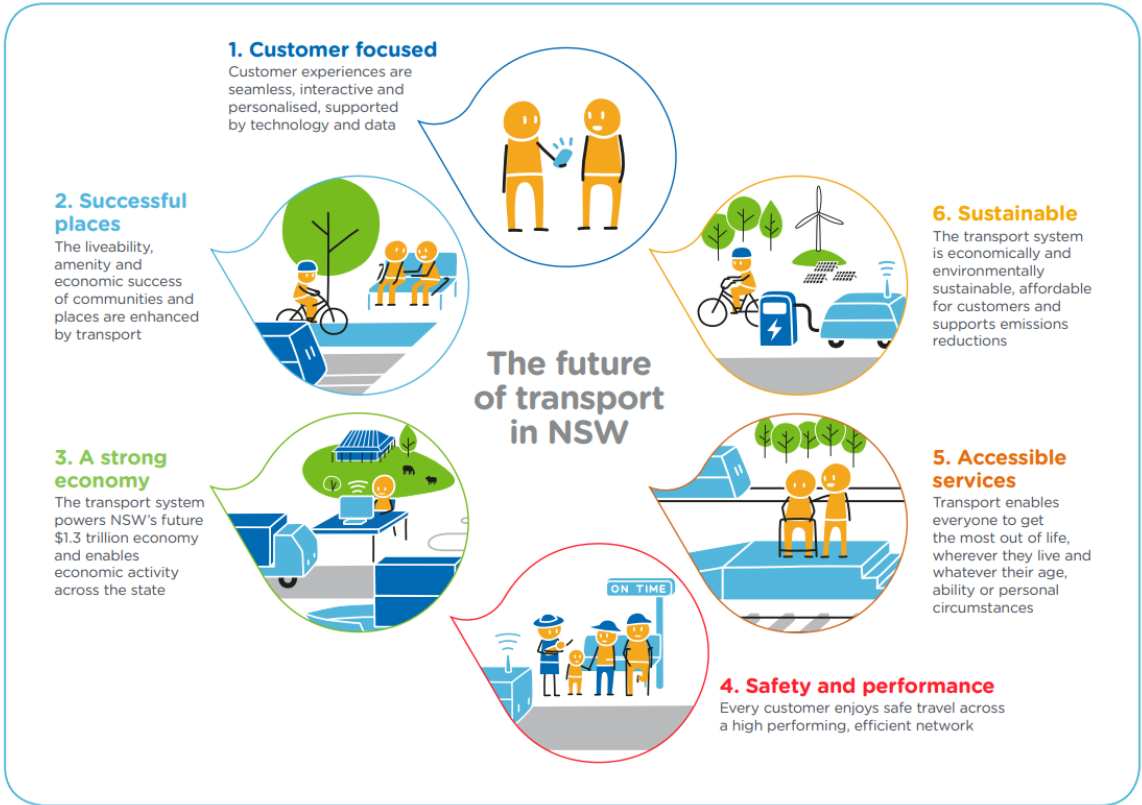 1. Customer focused
Customer experiences are
seamless, interactive and
personalised, supported
by technology and data
2. Successful
places
The liveability,
amenity and
economic success
of communities and
places are enhanced
by transport
3. A strong
economy
The transport system
powers NSW's future
$1.3 trillion economy
and enables
economic activity
across the state
The future
of transport
in NSW
ON TIME
4. Safety and performance
Every customer enjoys safe travel across
a high performing, efficient network
5. Accessible
services
Transport enables
everyone to get
the most out of life,
wherever they live and
whatever their age,
ability or personal
circumstances
6. Sustainable
The transport system
is economically and
environmentally
sustainable, affordable
for customers and
supports emissions
reductions